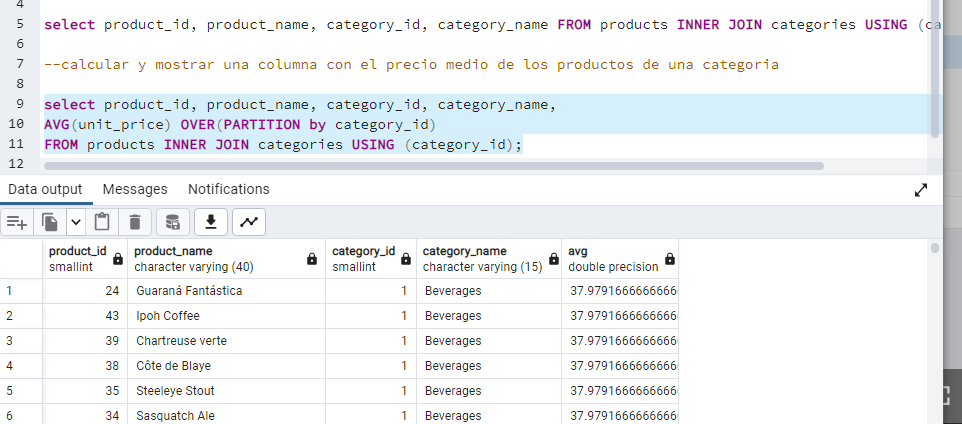 4
5 select product_id, product_name, category_id, category_name FROM products INNER JOIN categories USING (ca
6
7 --calcular y mostrar una columna con el precio medio de los productos de una categoria
8
9 select product_id, product_name, category_id, category_name,
10 AVG(unit_price) OVER(PARTITION by category_id)
11 FROM products INNER JOIN categories USING (category_id);
12
Data output Messages Notifications
product_id product_name category_id category_name avg
smallint character varying (40) smallint character varying (15) double precision
1 24 Guaraná Fantástica 1 Beverages 37.9791666666666
2 43 Ipoh Coffee 1 Beverages 37.9791666666666
3 39 Chartreuse verte 1 Beverages 37.9791666666666
4 38 Côte de Blaye 1 Beverages 37.9791666666666
5 35 Steeleye Stout 1 Beverages 37.9791666666666
6 34 Sasquatch Ale 1 Beverages 37.9791666666666